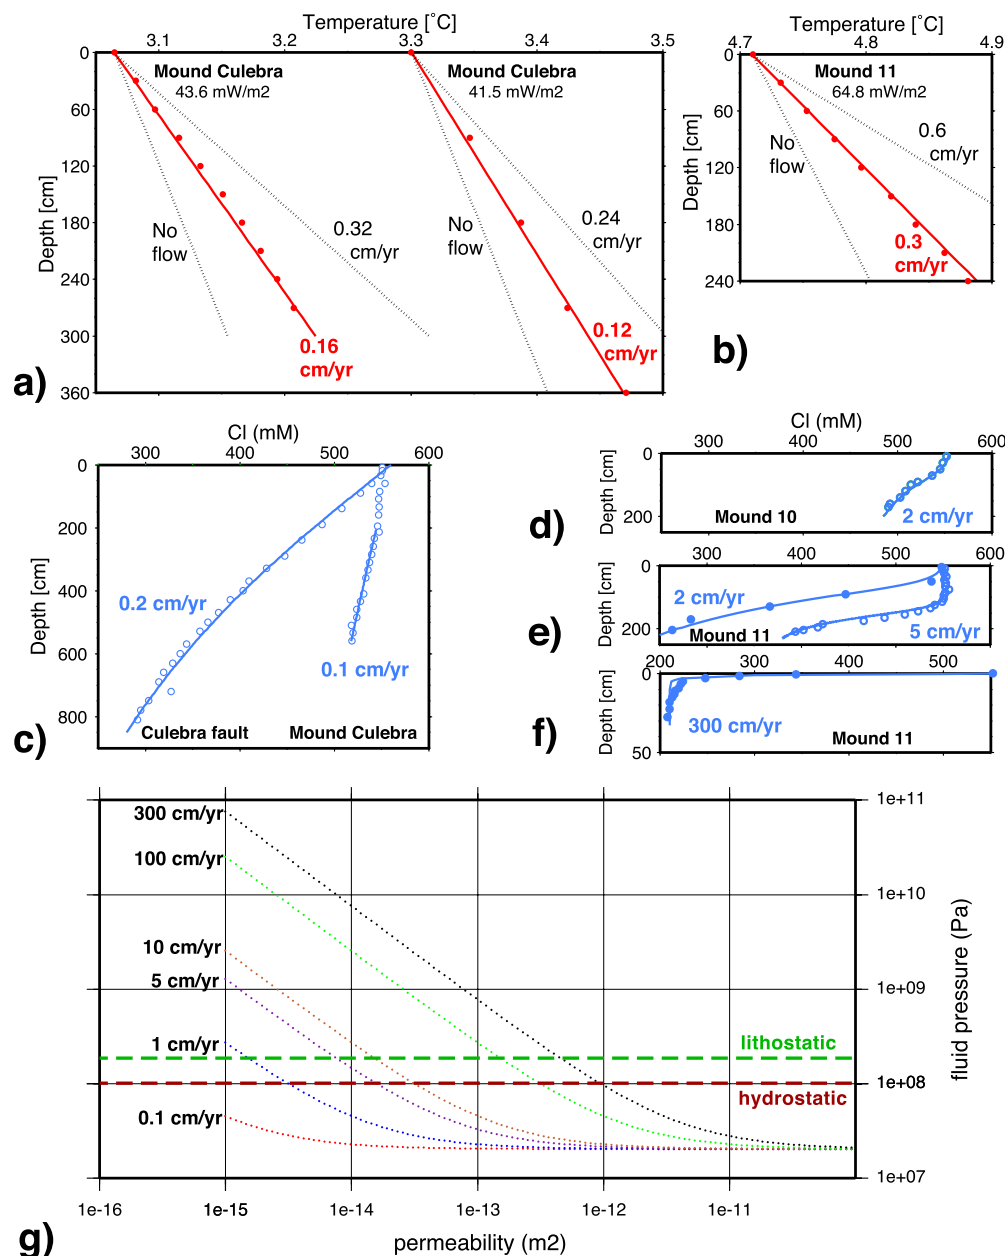 Temperature [˚C]
3.1 3.2 3.3 3.4 3.5
0
60
120
180
240
300
360
Depth [cm]
Mound Culebra
43.6 mW/m2
No
flow
0.32
cm/yr
0.16
cm/yr
Mound Culebra
41.5 mW/m2
No
flow
0.24
cm/yr
0.12
cm/yr
a)
Temperature [˚C]
4.7 4.8 4.9
0
60
120
180
240
Depth [cm]
Mound 11
64.8 mW/m2
No
flow
0.6
cm/yr
0.3
cm/yr
b)
Cl (mM)
300 400 500 600
0
200
400
600
800
Depth [cm]
0.2 cm/yr
0.1 cm/yr
Culebra fault
Mound Culebra
c)
Cl (mM)
300 400 500 600
0
200
Depth [cm]
Mound 10
2 cm/yr
d)
300 400 500 600
0
200
Depth [cm]
2 cm/yr
Mound 11
5 cm/yr
e)
200 300 400 500
0
50
Depth [cm]
300 cm/yr
Mound 11
f)
300 cm/yr
100 cm/yr
10 cm/yr
5 cm/yr
1 cm/yr
0.1 cm/yr
lithostatic
hydrostatic
1e+11
1e+10
1e+09
1e+08
1e+07
fluid pressure (Pa)
1e-16 1e-15 1e-14 1e-13 1e-12 1e-11
permeability (m2)
g)